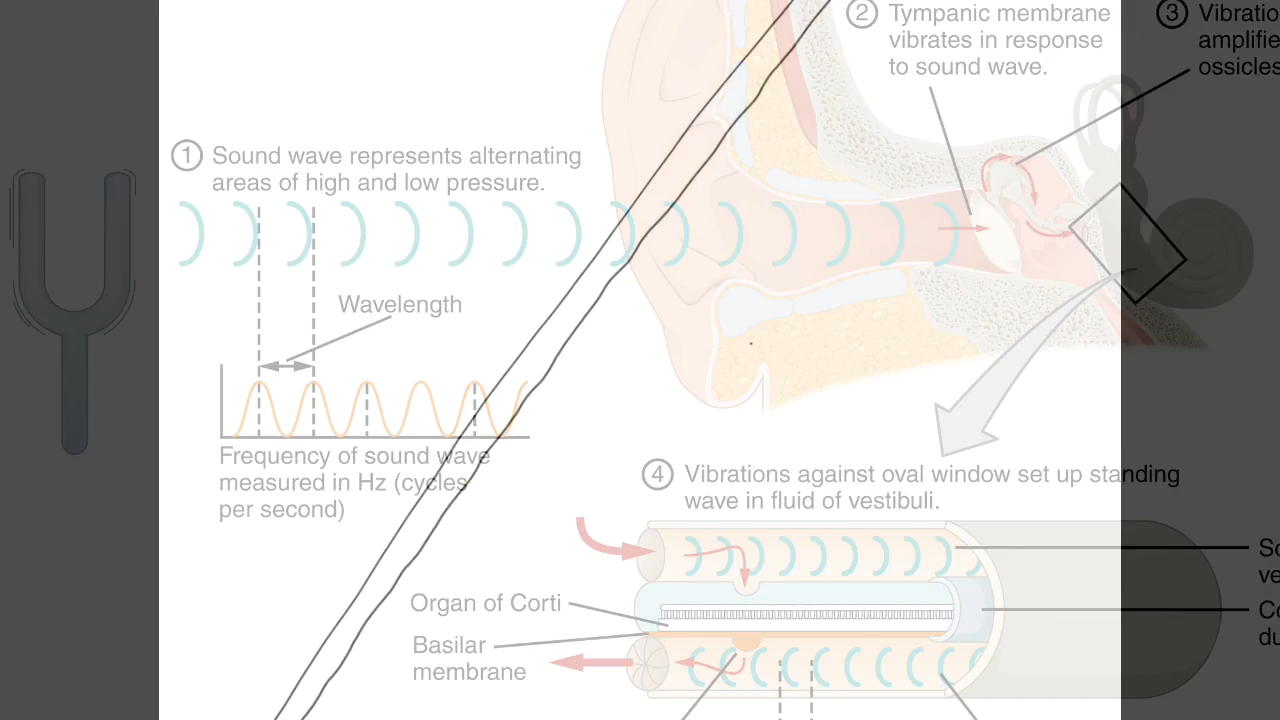 2 Tympanic membrane
vibrates in response
to sound wave.
3
ossicles
1 Sound wave represents alternating
areas of high and low pressure.
Wavelength
Frequency of sound wave
measured in Hz (cycles
per second)
4 Vibrations against oval window set up standing
wave in fluid of vestibuli.
Organ of Corti
Basilar
membrane